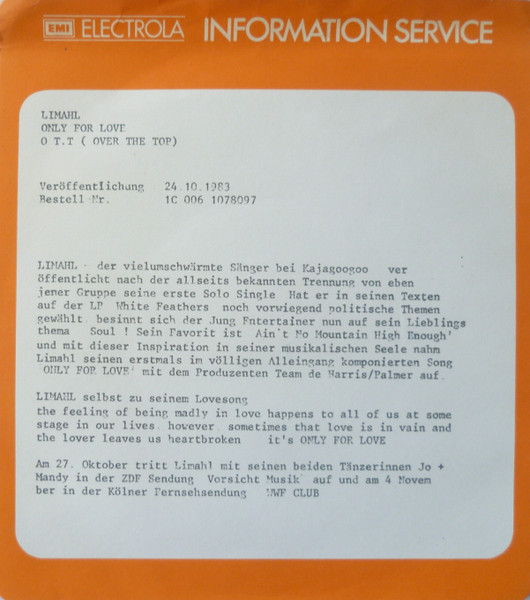 EMI ELECTROLA INFORMATION SERVICE
LIMAHL
ONLY FOR LOVE
O T.T ( OVER THE TOP)
Veröffentlichung 24.10.1983
Bestell Nr. 1C 006 1078097
LIMAHL - der vielumschwärmte Sänger bei Kajagoogoo ver
öffentlicht nach der allseits bekannten Trennung von eben
jener Gruppe seine erste Solo Single Hat er in seinen Texten
auf der LP White Feathers noch vorwiegend politische Themen
gewählt. besinnt sich der Jung Entertainer nun auf sein Lieblings
thema Soul ! Sein Favorit ist Ain't No Mountain High Enough'
und mit dieser Inspiration in seiner musikalischen Seele nahm
Limahl seinen erstmals im völligen Alleingang komponierten Song
'ONLY FOR LOVE' mit dem Produzenten Team de Harris/Palmer auf.
LIMAHL selbst zu seinem Lovesong
the feeling of being madly in love happens to all of us at some
stage in our lives. however. sometimes that love is in vain and
the lover leaves us heartbroken it's ONLY FOR LOVE
Am 27. Oktober tritt Limahl mit seinen beiden Tänzerinnen Jo +
Mandy in der ZDF Sendung Vorsicht Musik' auf und am 4 Novem
ber in der Kölner Fernsehsendung WWF CLUB